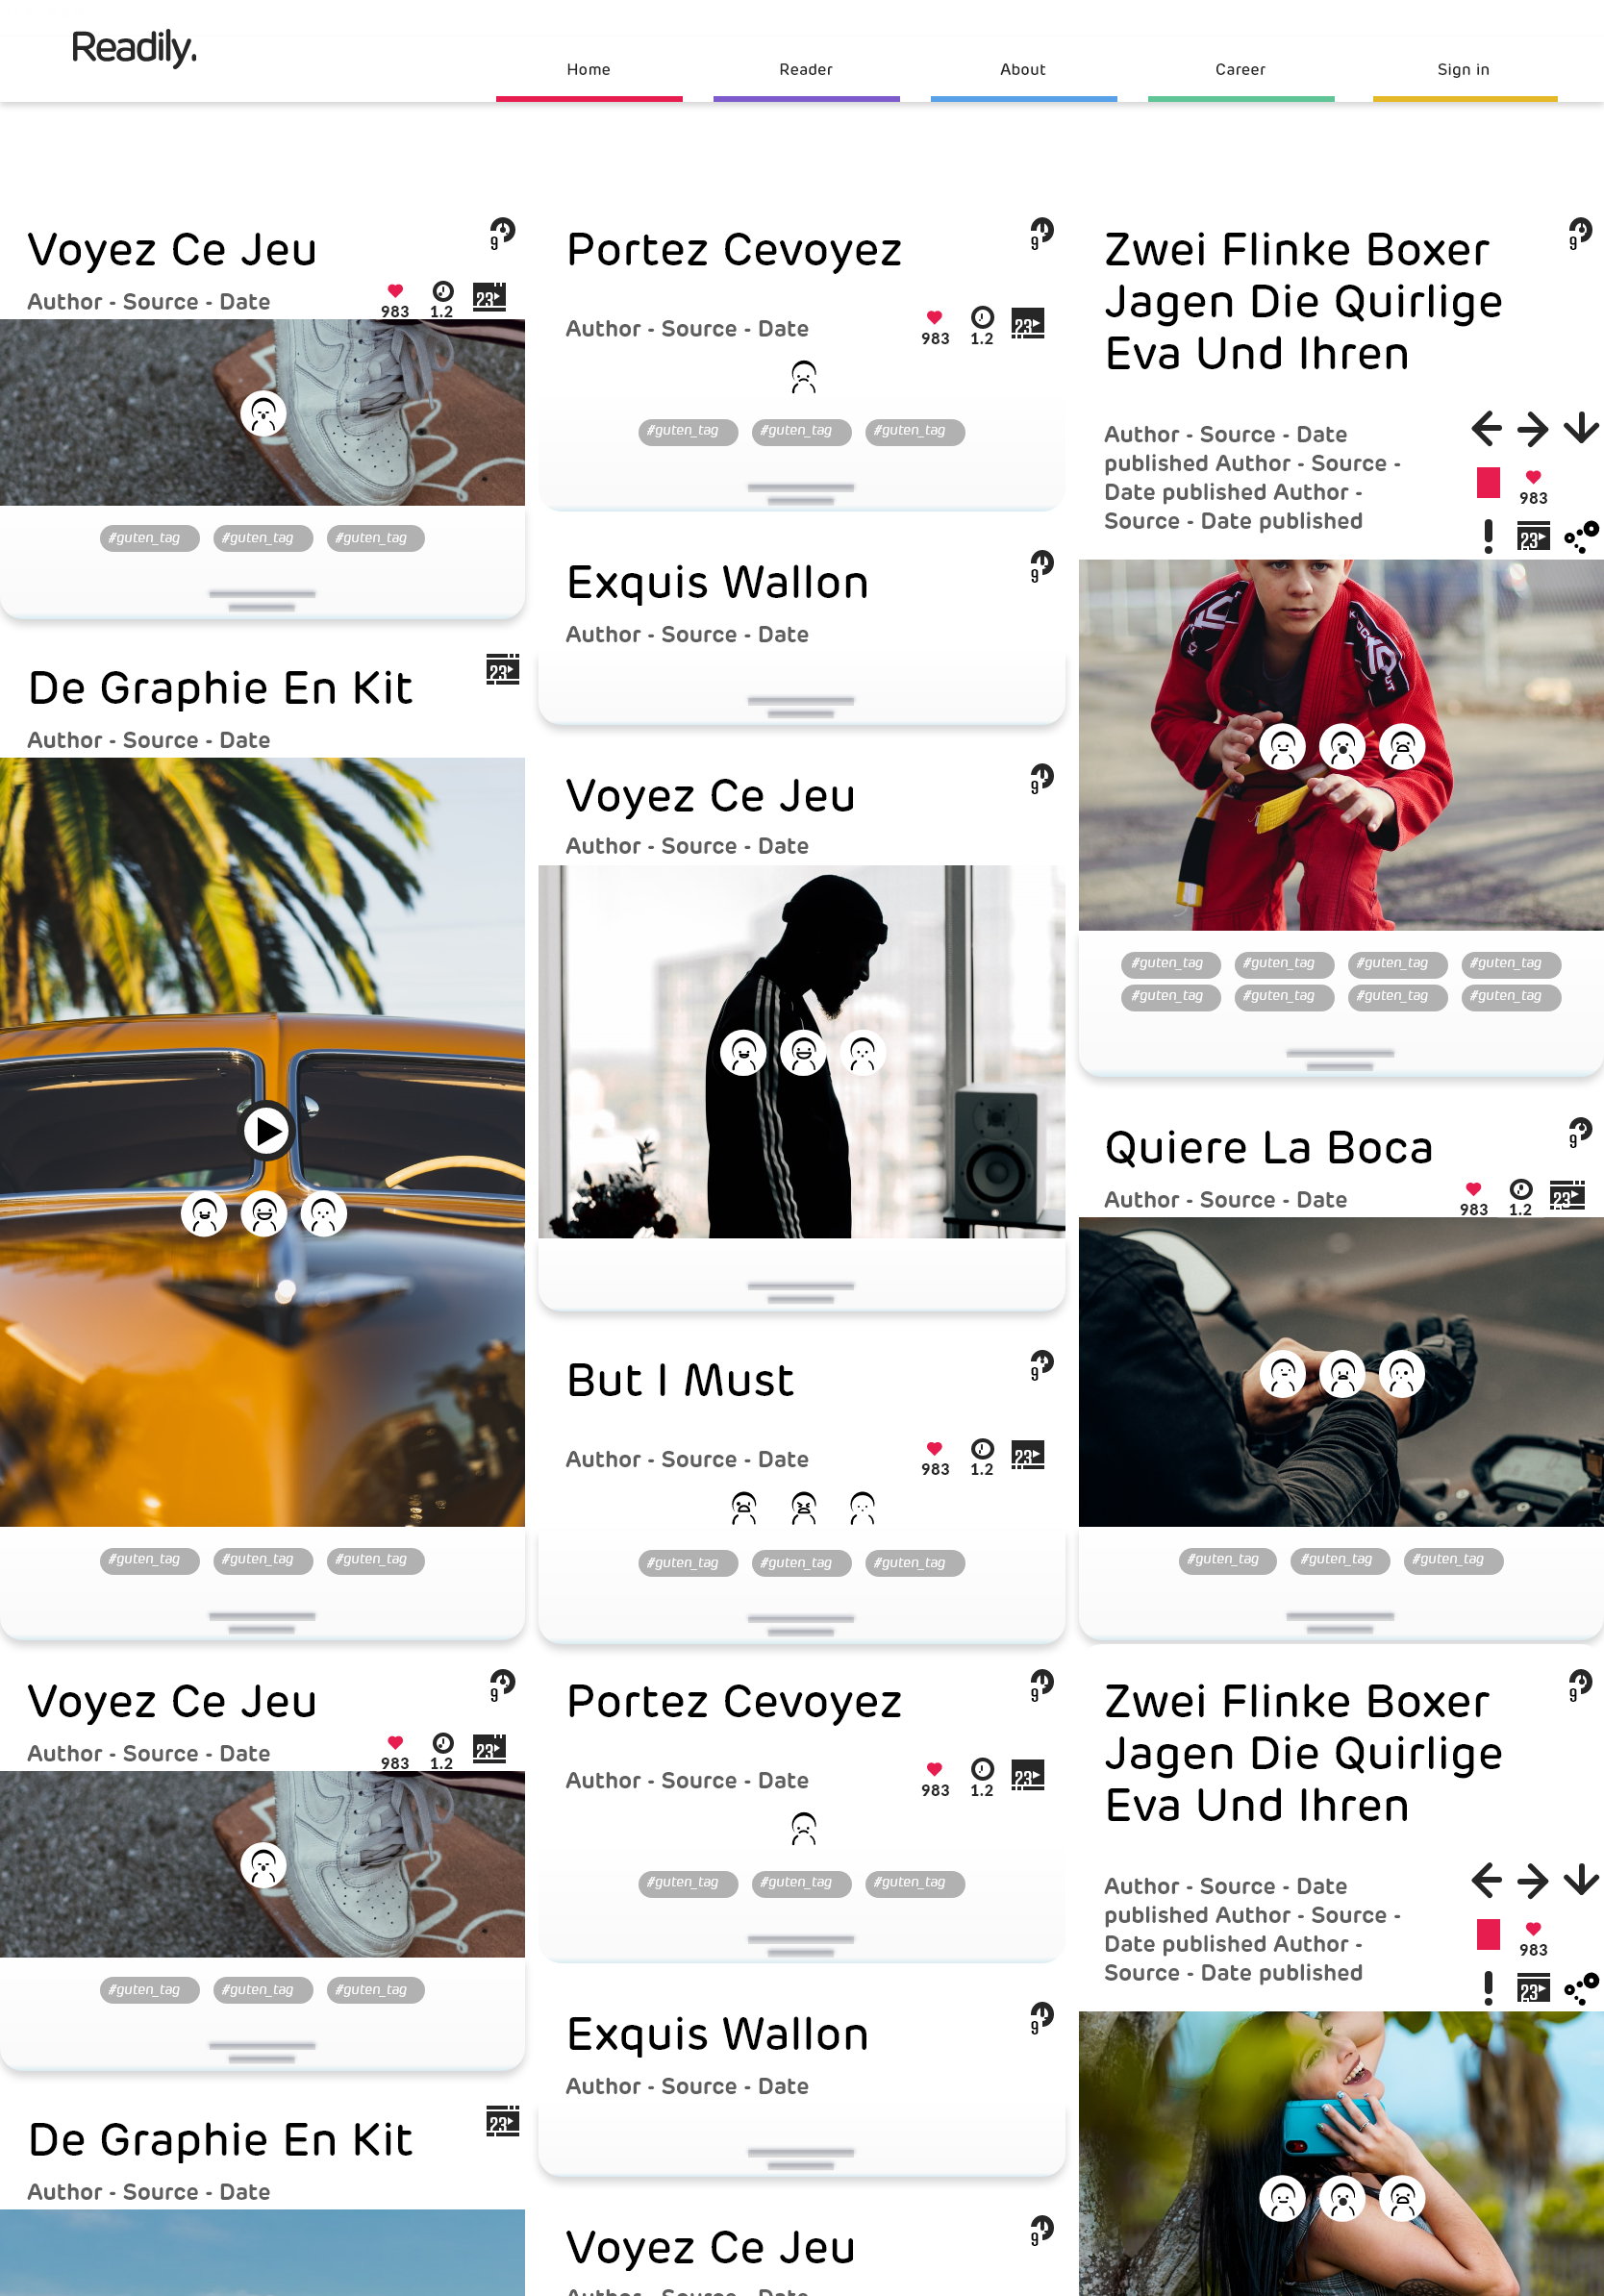 Readily.
Home
Reader
About
Career
Sign in
Voyez Ce Jeu
9
Author - Source - Date
983
1.2
23
#guten_tag
#guten_tag
#guten_tag
De Graphie En Kit
23
Author - Source - Date
#guten_tag
#guten_tag
#guten_tag
Voyez Ce Jeu
9
Author - Source - Date
983
1.2
23
#guten_tag
#guten_tag
#guten_tag
De Graphie En Kit
23
Author - Source - Date
Portez Cevoyez
9
Author - Source - Date
983
1.2
23
#guten_tag
#guten_tag
#guten_tag
Exquis Wallon
9
Author - Source - Date
Voyez Ce Jeu
9
Author - Source - Date
But I Must
9
Author - Source - Date
983
1.2
23
#guten_tag
#guten_tag
#guten_tag
Portez Cevoyez
9
Author - Source - Date
983
1.2
23
#guten_tag
#guten_tag
#guten_tag
Exquis Wallon
9
Author - Source - Date
Voyez Ce Jeu
9
Zwei Flinke Boxer
Jagen Die Quirlige
Eva Und Ihren
9
Author - Source - Date
published Author - Source -
Date published Author -
Source - Date published
983
23
#guten_tag
#guten_tag
#guten_tag
#guten_tag
#guten_tag
#guten_tag
#guten_tag
#guten_tag
Quiere La Boca
9
Author - Source - Date
983
1.2
23
#guten_tag
#guten_tag
#guten_tag
Zwei Flinke Boxer
Jagen Die Quirlige
Eva Und Ihren
9
Author - Source - Date
published Author - Source -
Date published Author -
Source - Date published
983
23